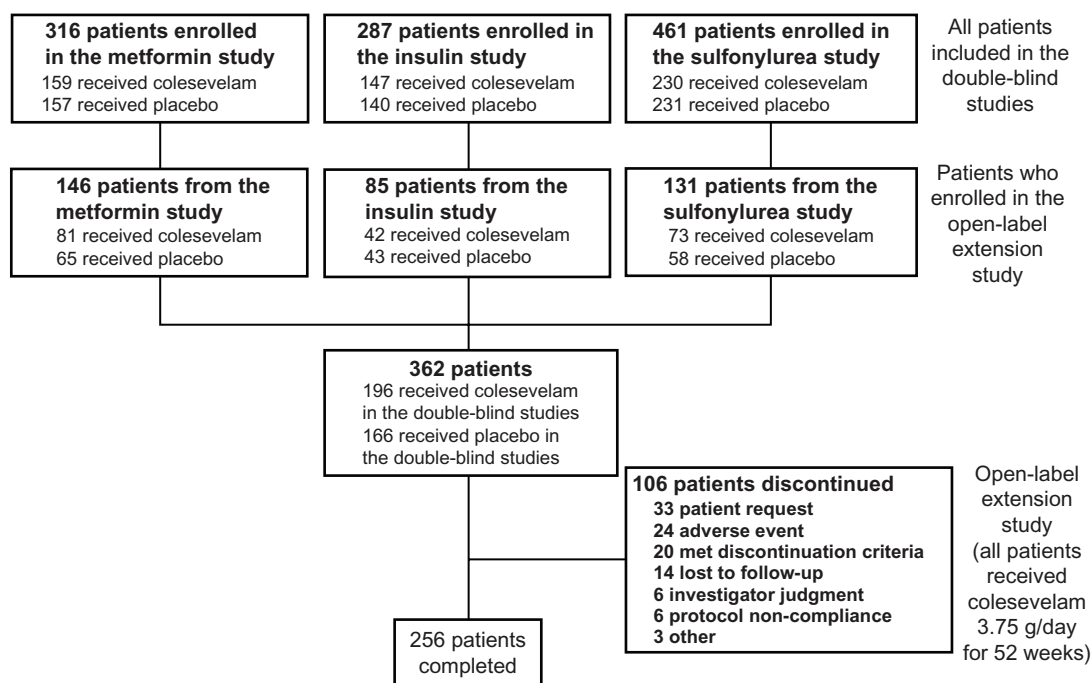 316 patients enrolled
in the metformin study
159 received colesevelam
157 received placebo
287 patients enrolled in
the insulin study
147 received colesevelam
140 received placebo
461 patients enrolled in
the sulfonylurea study
230 received colesevelam
231 received placebo
All patients
included in the
double-blind
studies
146 patients from the
metformin study
81 received colesevelam
65 received placebo
85 patients from the
insulin study
42 received colesevelam
43 received placebo
131 patients from the
sulfonylurea study
73 received colesevelam
58 received placebo
Patients who
enrolled in the
open-label
extension
study
362 patients
196 received colesevelam
in the double-blind studies
166 received placebo in
the double-blind studies
106 patients discontinued
33 patient request
24 adverse event
20 met discontinuation criteria
14 lost to follow-up
6 investigator judgment
6 protocol non-compliance
3 other
Open-label
extension
study
(all patients
received
colesevelam
3.75 g/day
for 52 weeks)
256 patients
completed